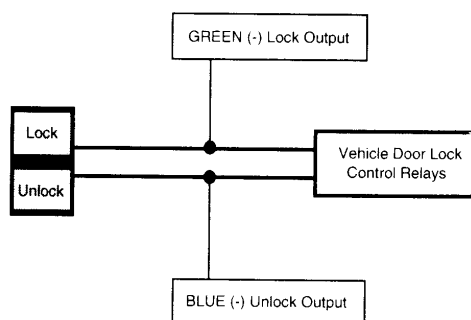 GREEN (-) Lock Output
Lock
Unlock
Vehicle Door Lock
Control Relays
BLUE (-) Unlock Output